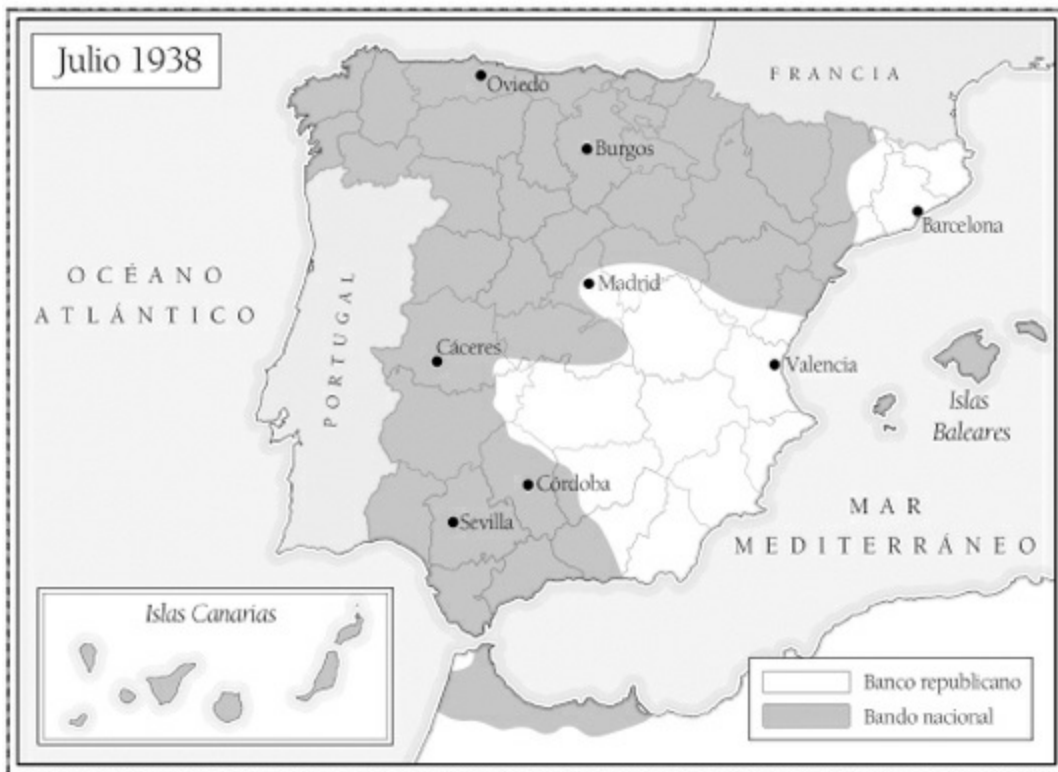 Julio 1938
FRANCIA
Oviedo
Burgos
Barcelona
OCÉANO
ATLÁNTICO
PORTUGAL
Madrid
Cáceres
Valencia
Islas
Baleares
Córdoba
Sevilla
MAR
MEDITERRÁNEO
Islas Canarias
Banco republicano
Bando nacional